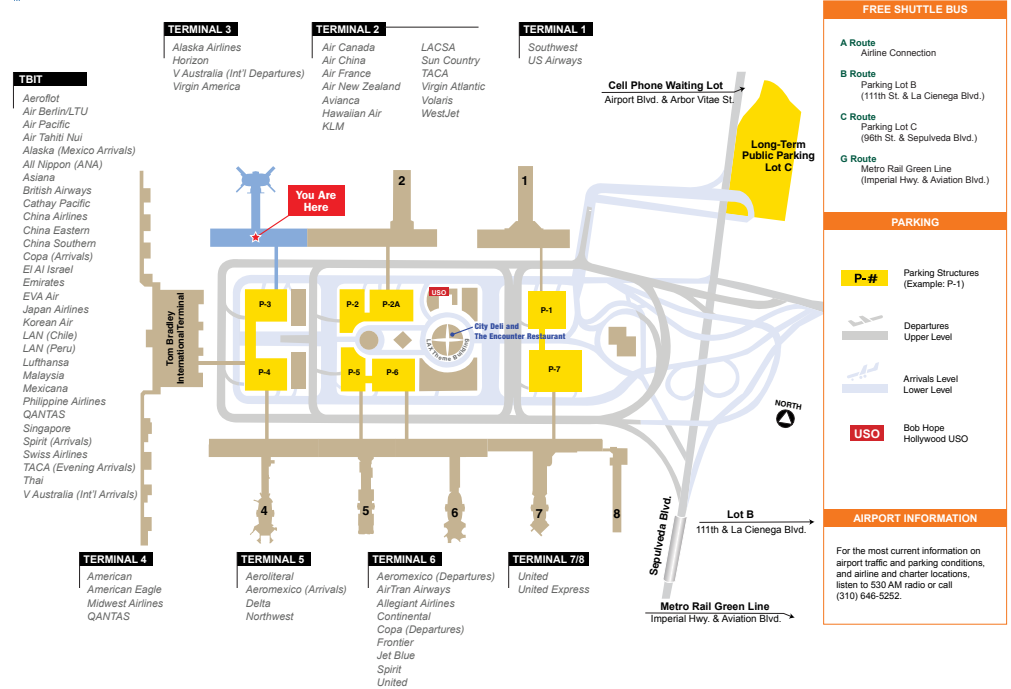 TERMINAL 3
Alaska Airlines
Horizon
V Australia (Int'l Departures)
Virgin America
TERMINAL 2
Air Canada
Air China
Air France
Air New Zealand
Avianca
Hawaiian Air
KLM
LACSA
Sun Country
TACA
Virgin Atlantic
Volaris
WestJet
TERMINAL 1
Southwest
US Airways
TBIT
Aeroflot
Air Berlin/LTU
Air Pacific
Air Tahiti Nui
Alaska (Mexico Arrivals)
All Nippon (ANA)
Asiana
British Airways
Cathay Pacific
China Airlines
China Eastern
China Southern
Copa (Arrivals)
El Al Israel
Emirates
EVA Air
Japan Airlines
Korean Air
LAN (Chile)
LAN (Peru)
Lufthansa
Malaysia
Mexicana
Philippine Airlines
QANTAS
Singapore
Spirit (Arrivals)
Swiss Airlines
TACA (Evening Arrivals)
Thai
V Australia (Int'l Arrivals)
Cell Phone Waiting Lot
Airport Blvd. & Arbor Vitae St.
Long-Term
Public Parking
Lot C
You Are
Here
2
1
Tom Bradley
International Terminal
P-3
P-2
P-2A
USO
P-1
City Deli and
The Encounter Restaurant
LAX Theme Building
P-4
P-5
P-6
P-7
NORTH
4
5
6
7
8
Sepulveda Blvd.
Lot B
111th & La Cienega Blvd.
Metro Rail Green Line
Imperial Hwy. & Aviation Blvd.
TERMINAL 4
American
American Eagle
Midwest Airlines
QANTAS
TERMINAL 5
Aeroliteral
Aeromexico (Arrivals)
Delta
Northwest
TERMINAL 6
Aeromexico (Departures)
AirTran Airways
Allegiant Airlines
Continental
Copa (Departures)
Frontier
Jet Blue
Spirit
United
TERMINAL 7/8
United
United Express
FREE SHUTTLE BUS
A Route
Airline Connection
B Route
Parking Lot B
(111th St. & La Cienega Blvd.)
C Route
Parking Lot C
(96th St. & Sepulveda Blvd.)
G Route
Metro Rail Green Line
(Imperial Hwy. & Aviation Blvd.)
PARKING
P-#
Parking Structures
(Example: P-1)
Departures
Upper Level
Arrivals Level
Lower Level
USO
Bob Hope
Hollywood USO
AIRPORT INFORMATION
For the most current information on
airport traffic and parking conditions,
and airline and charter locations,
listen to 530 AM radio or call
(310) 646-5252.